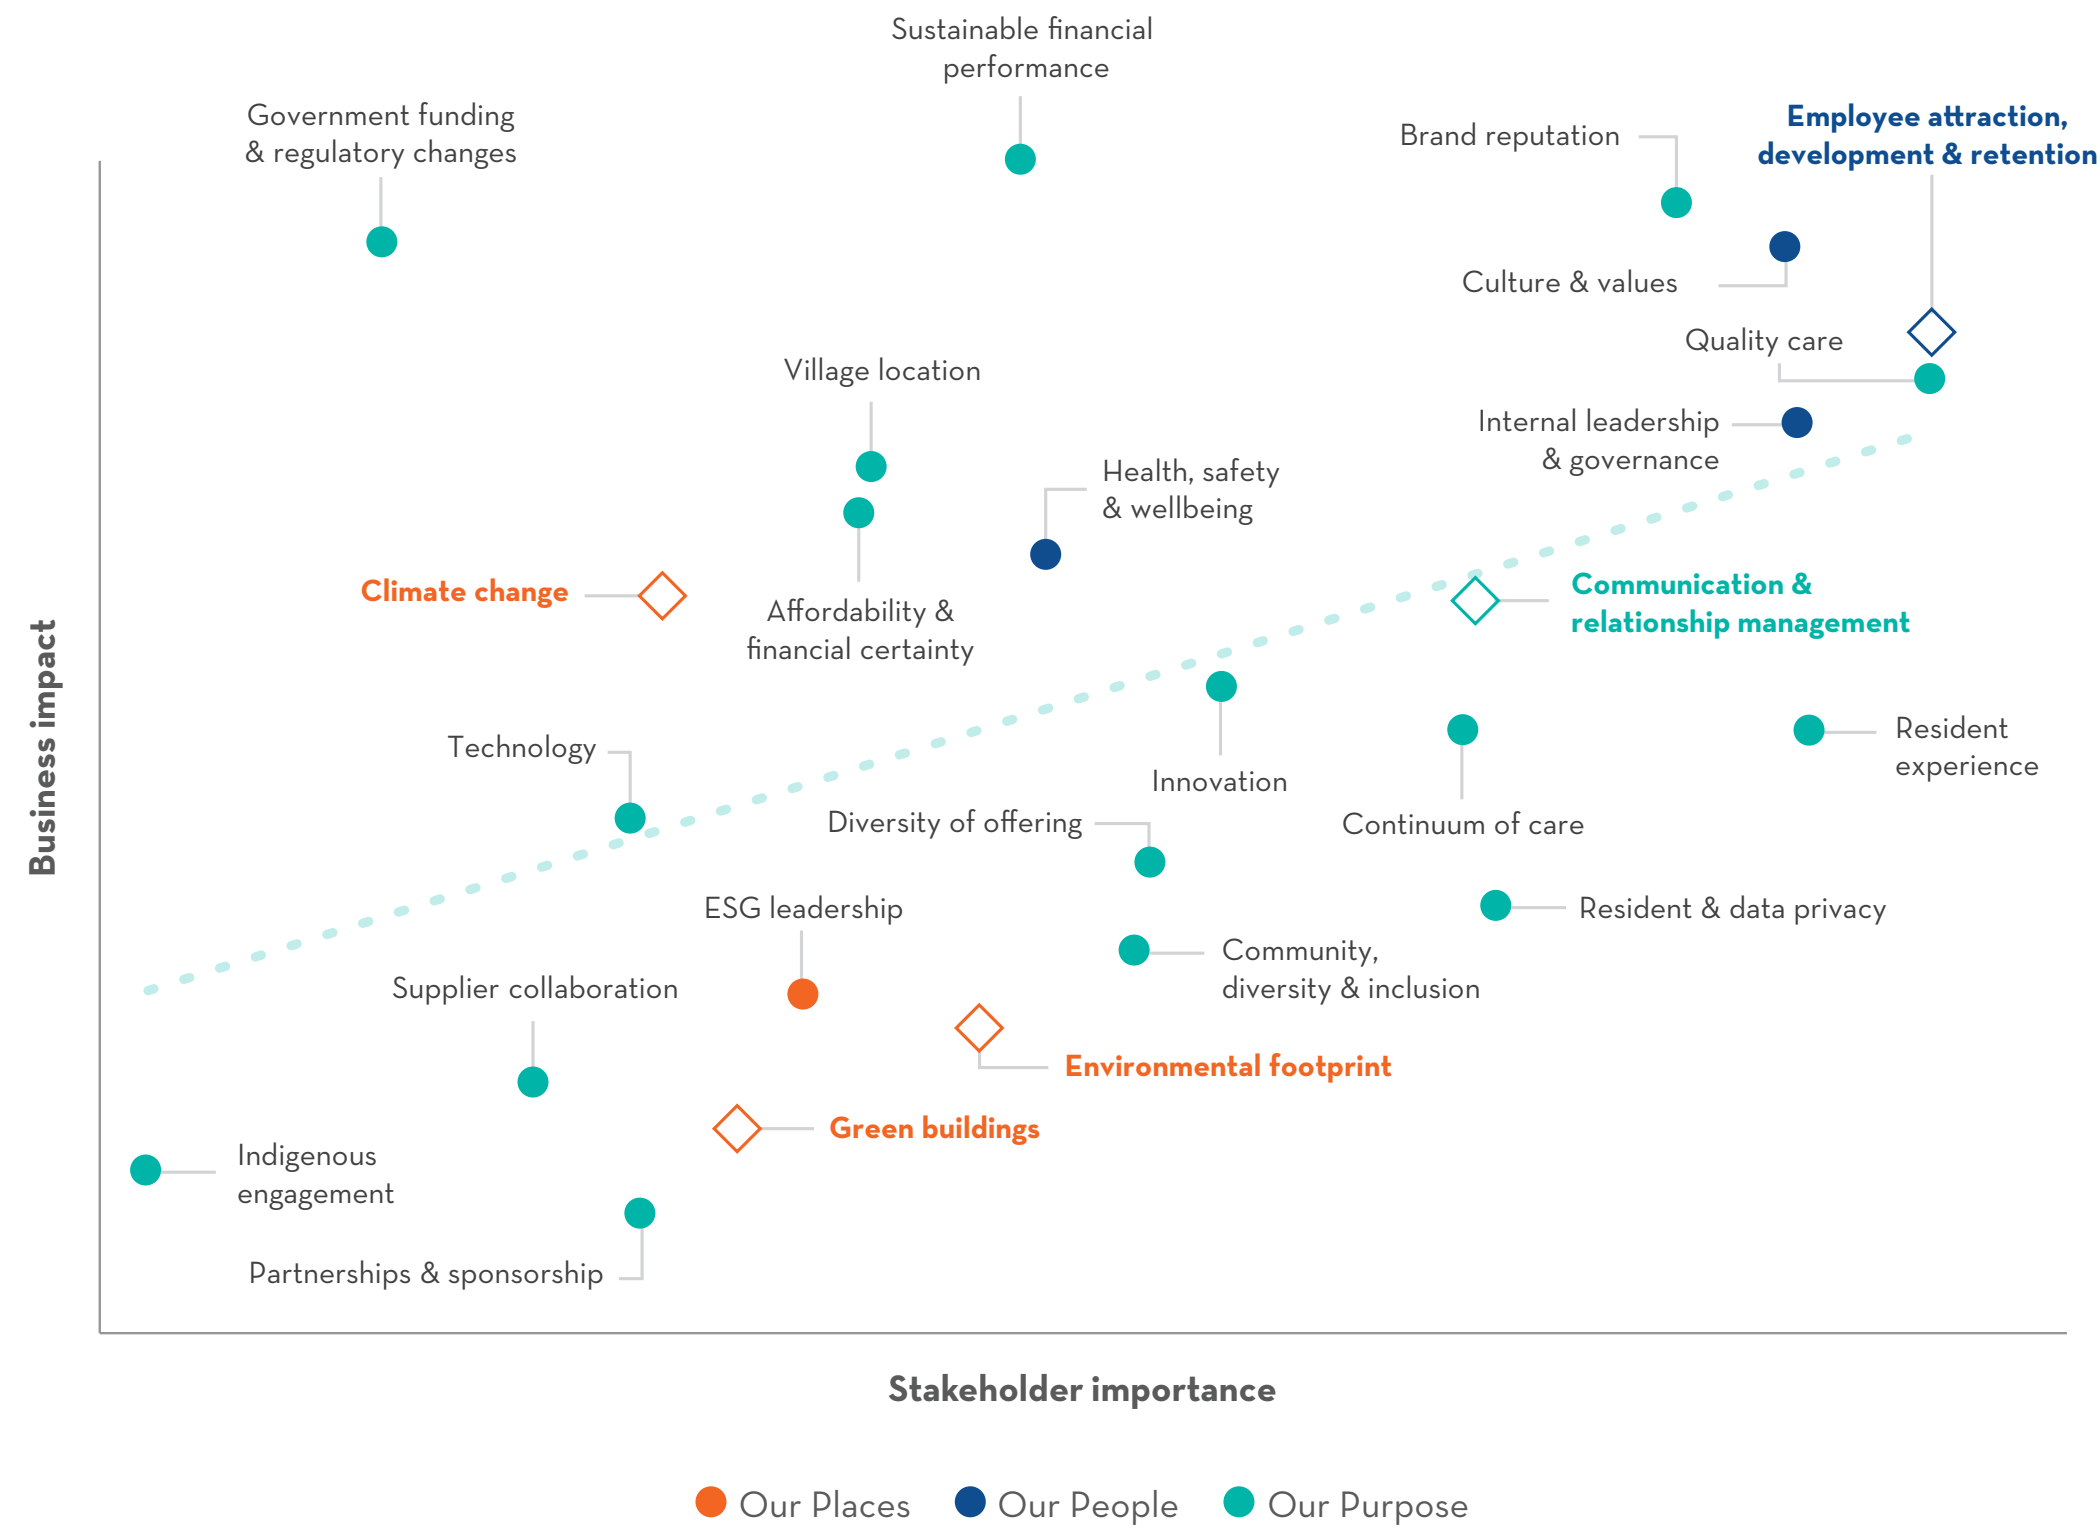 Sustainable financial
performance
Government funding
& regulatory changes
Brand reputation
Employee attraction,
development & retention
Culture & values
Quality care
Village location
Internal leadership
& governance
Health, safety
& wellbeing
Climate change
Affordability &
financial certainty
Communication &
relationship management
Business impact
Technology
Innovation
Resident
experience
Diversity of offering
Continuum of care
ESG leadership
Resident & data privacy
Community,
diversity & inclusion
Supplier collaboration
Environmental footprint
Green buildings
Indigenous
engagement
Partnerships & sponsorship
Stakeholder importance
Our Places
Our People
Our Purpose